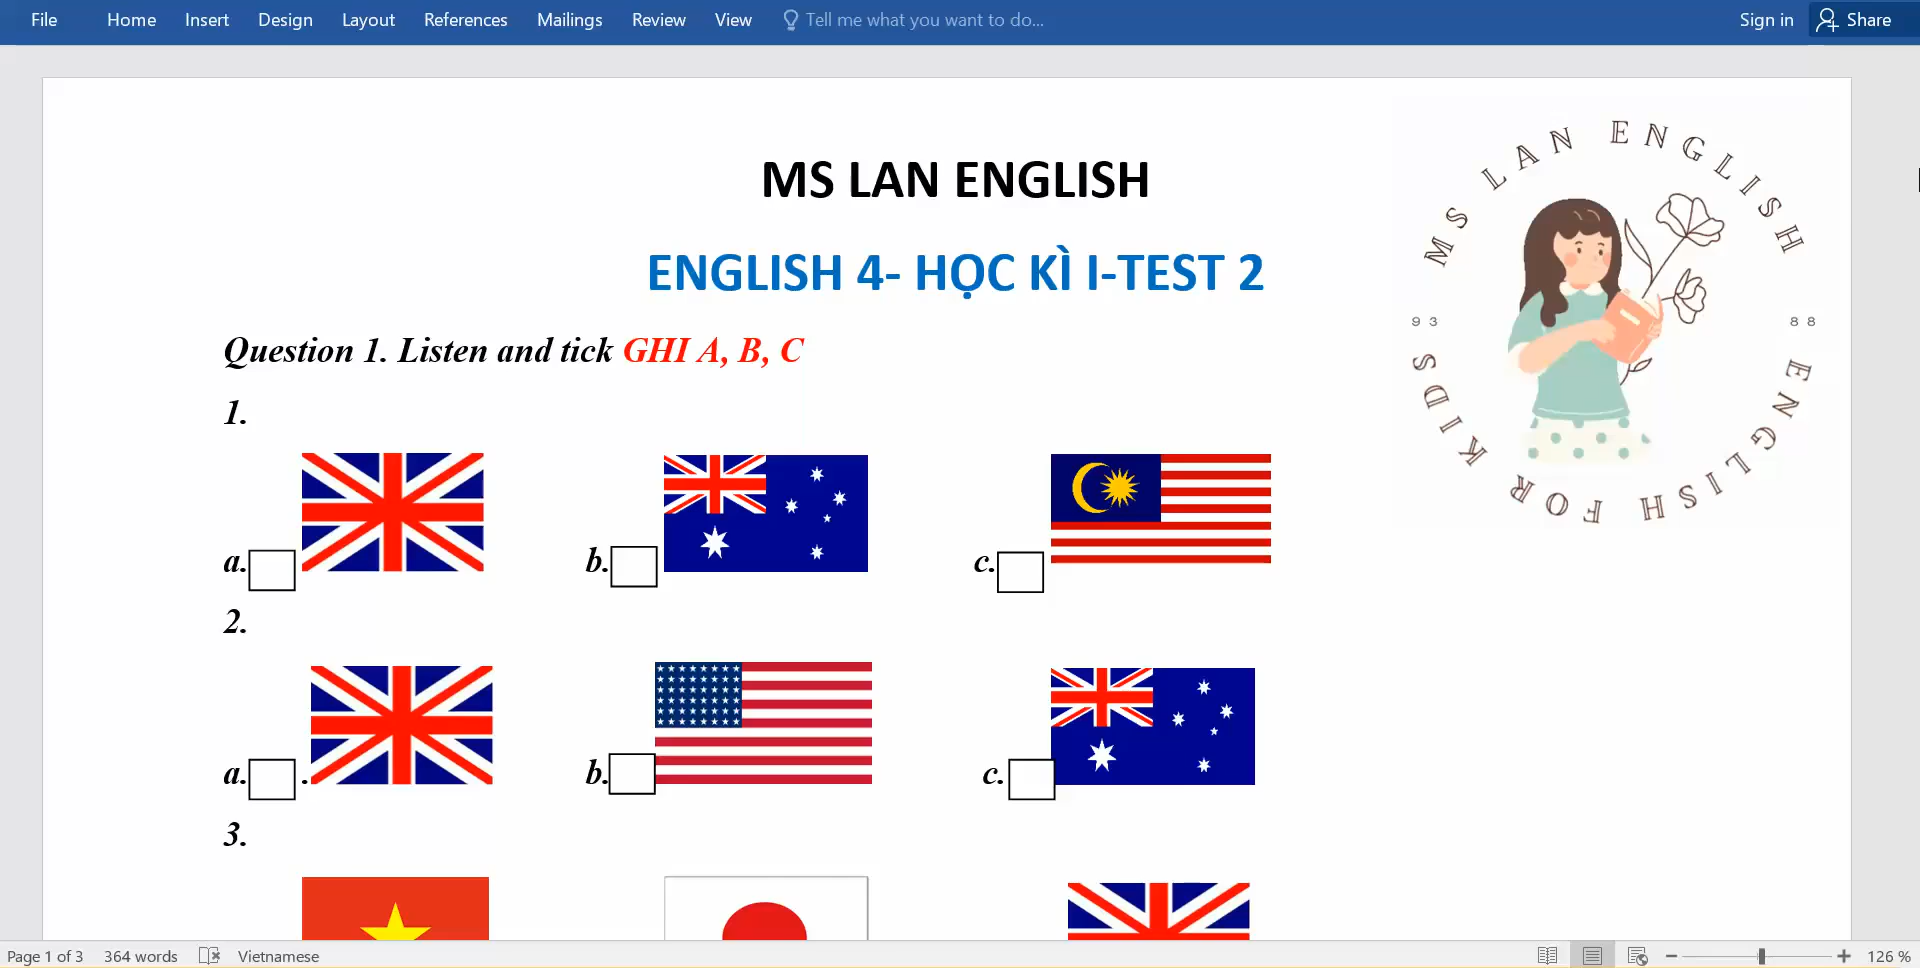 File Home Insert Design Layout References Mailings Review View Tell me what you want to do... Sign in Share
MS LAN ENGLISH
ENGLISH 4- HỌC KÌ I-TEST 2
MS LAN ENGLISH
93 88
ENGLISH FOR KIDS
Question 1. Listen and tick GHI A, B, C
1.
a. b. c.
2.
a. . b. c.
3.
Page 1 of 3 364 words Vietnamese 126 %